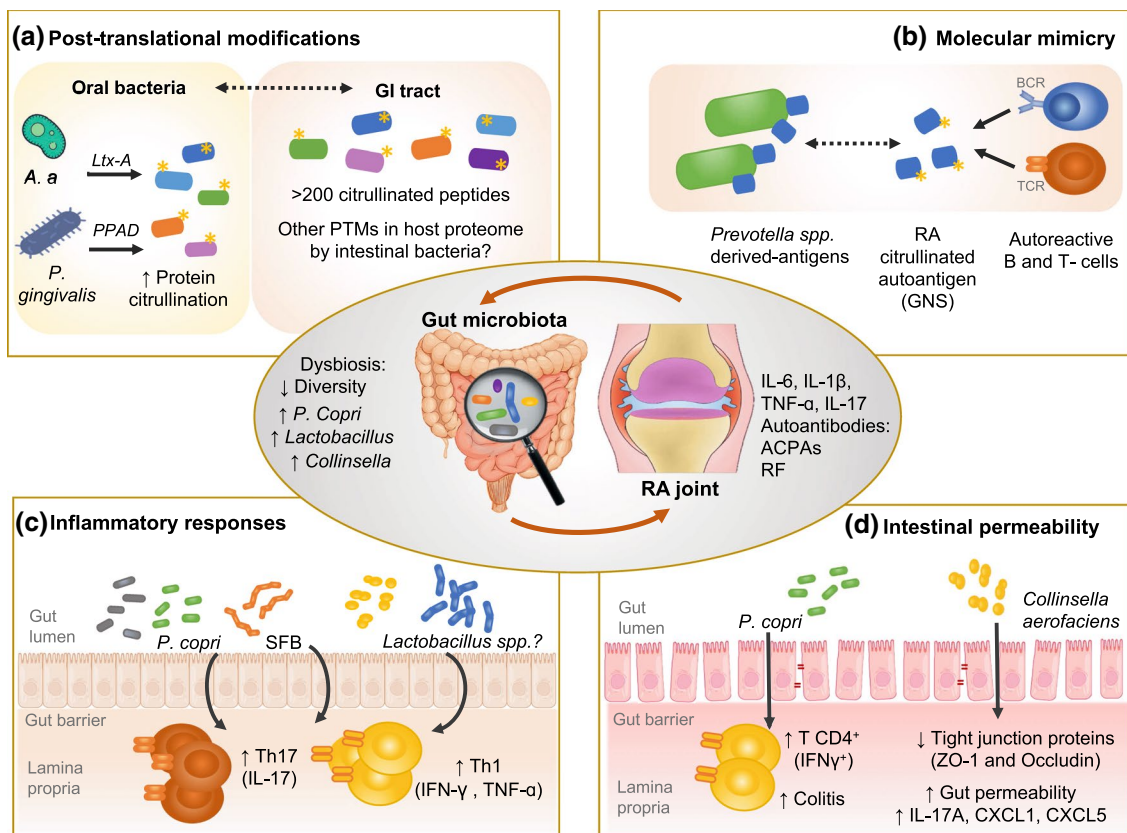 (a) Post-translational modifications
Oral bacteria
GI tract
A. a
Ltx-A
P.
gingivalis
PPAD
↑ Protein
citrullination
>200 citrullinated peptides
Other PTMs in host proteome
by intestinal bacteria?
(b) Molecular mimicry
BCR
TCR
Prevotella spp.
derived-antigens
RA
citrullinated
autoantigen
(GNS)
Autoreactive
B and T- cells
Gut microbiota
Dysbiosis:
↓ Diversity
↑ P. Copri
↑ Lactobacillus
↑ Collinsella
IL-6, IL-1β,
TNF-α, IL-17
Autoantibodies:
ACPAs
RF
RA joint
(c) Inflammatory responses
Gut
lumen
P. copri
SFB
Lactobacillus spp.?
Gut barrier
Lamina
propria
↑ Th17
(IL-17)
↑ Th1
(IFN-γ , TNF-α)
(d) Intestinal permeability
Gut
lumen
P. copri
Collinsella
aerofaciens
Gut barrier
Lamina
propria
↑ T CD4⁺
(IFNγ⁺)
↑ Colitis
↓ Tight junction proteins
(ZO-1 and Occludin)
↑ Gut permeability
↑ IL-17A, CXCL1, CXCL5